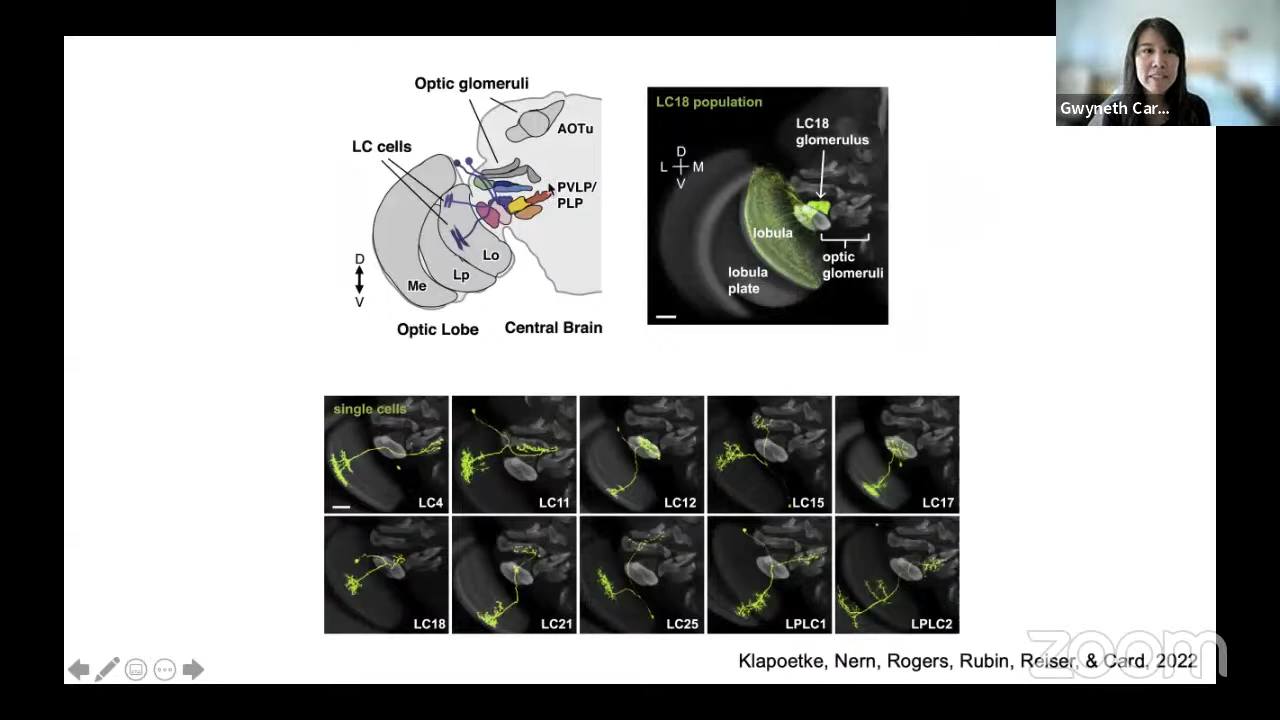 Optic glomeruli
AOTu
LC cells
PVLP/
PLP
Lo
Lp
Me
D
V
Optic Lobe
Central Brain
LC18 population
LC18
glomerulus
D
L
M
V
lobula
optic
glomeruli
lobula
plate
Gwyneth Car...
single cells
LC4
LC11
LC12
LC15
LC17
LC18
LC21
LC25
LPLC1
LPLC2
Klapoetke, Nern, Rogers, Rubin, Reiser, & Card, 2022
zoom